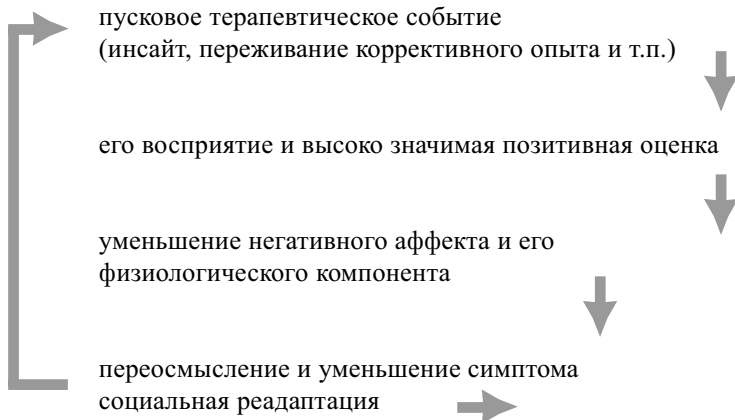 пусковое терапевтическое событие
(инсайт, переживание коррективного опыта и т.п.)
его восприятие и высоко значимая позитивная оценка
уменьшение негативного аффекта и его
физиологического компонента
переосмысление и уменьшение симптома
социальная реадаптация